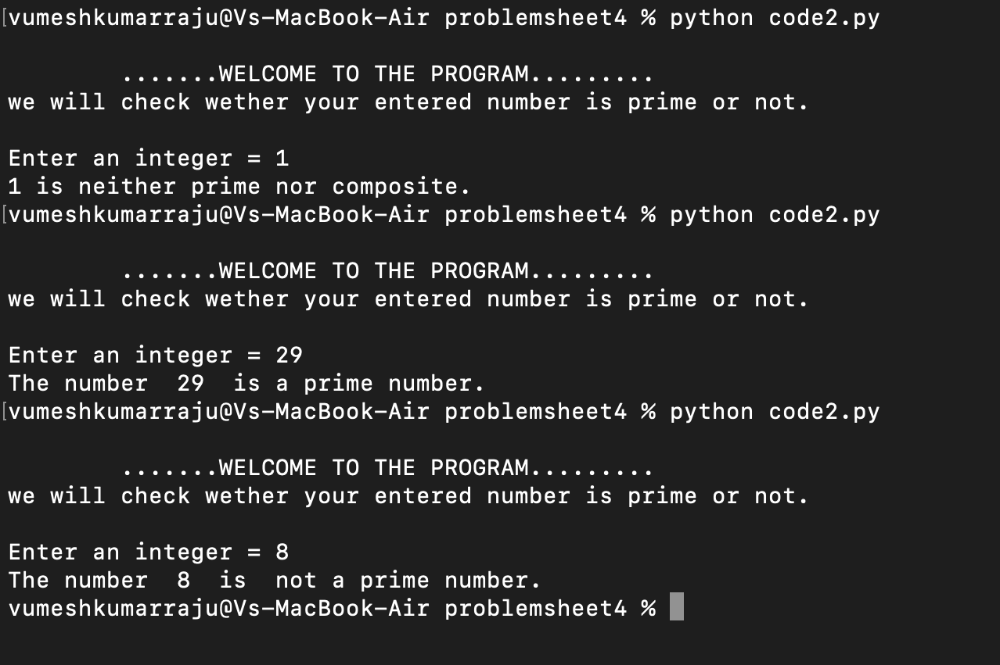 [vumeshkumarraju@Vs-MacBook-Air problemsheet4 % python code2.py
.......WELCOME TO THE PROGRAM.........
we will check wether your entered number is prime or not.
Enter an integer = 1
1 is neither prime nor composite.
[vumeshkumarraju@Vs-MacBook-Air problemsheet4 % python code2.py
.......WELCOME TO THE PROGRAM.........
we will check wether your entered number is prime or not.
Enter an integer = 29
The number  29  is a prime number.
[vumeshkumarraju@Vs-MacBook-Air problemsheet4 % python code2.py
.......WELCOME TO THE PROGRAM.........
we will check wether your entered number is prime or not.
Enter an integer = 8
The number  8  is  not a prime number.
vumeshkumarraju@Vs-MacBook-Air problemsheet4 %